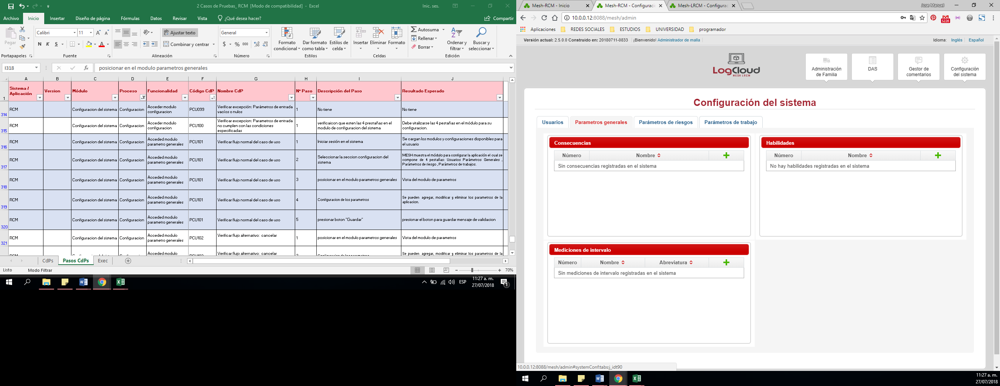 2 Casos de Pruebas_ RCM [Modo de compatibilidad] - Excel
Inic. ses.
Archivo Inicio Insertar Diseño de página Fórmulas Datos Revisar Vista ¿Qué desea hacer? Compartir
Pegar
Calibri 11
N K S
Ajustar texto
Combinar y centrar
General
$ % 000
Formato condicional
Dar formato como tabla
Estilos de celda
Insertar Eliminar Formato
Autosuma
Rellenar
Borrar
Ordenar y filtrar
Buscar y seleccionar
Portapapeles Fuente Alineación Número Estilos Celdas Edición
I318 fx posicionar en el modulo parametros generales
A B C D E F G H I J
1 Sistema / Aplicación Version Módulo Proceso Funcionalidad Código CdP Nombre CdP N° Paso Descripción del Paso Resultado Esperado
314 RCM Configuracion del sistema Configuracion Acceder modulo configuracion PCU099 Verificar excepción: Parámetros de entrada vacíos o nulos 1 No tiene No tiene
315 RCM Configuracion del sistema Configuracion Acceder modulo configuracion PCU100 Verificar excepcion: Parametros de entrada no cumplen con las condiciones especificadas 1 verificaicon que esten las 4 prestañas en el modulo de configuracion del sistema Debe vitalizarse las 4 pestañas en el módulo para su configuracion.
316 RCM Configuracion del sistema Configuracion Acceded modulo parametro generales PCU101 Verificar flujo normal del caso de uso 1 Iniciar sesión en el sistema Se cargan los modulos y configuraciones disponibles para el usuario
317 RCM Configuracion del sistema Configuracion Acceded modulo parametro generales PCU101 Verificar flujo normal del caso de uso 2 Seleccionar la seccion configuracion del sistema MESH muestra el módulo para configurar la aplicación el cual se compone de 4 pestañas: Usuarios Parámetros Generales , Parámetros de riesgo , Parámetros de trabajos.
318 RCM Configuracion del sistema Configuracion Acceded modulo parametro generales PCU101 Verificar flujo normal del caso de uso 3 posicionar en el modulo parametros generales Vista del modulo de parametros
319 RCM Configuracion del sistema Configuracion Acceded modulo parametro generales PCU101 Verificar flujo normal del caso de uso 4 Configuracion de los parametros Se pueden agregar, modificar y eliminar los parametros de la aplicacion.
320 RCM Configuracion del sistema Configuracion Acceded modulo parametro generales PCU101 Verificar flujo normal del caso de uso 5 presionar boton "Guardar" presionar el boton para guardar mensaje de validacion
321 RCM Configuracion del sistema Configuracion Acceded modulo parametro generales PCU102 Verificar flujo alternativo: cancelar 1 posicionar en el modulo parametros generales Vista del modulo de parametros
Acceded modulo Verificar flujo alternativo: cancelar Se pueden agregar, modificar y eliminar los parametros de la
CdPs Pasos CdPs Exec
Listo Modo Filtrar 70%
ESP 11:27 a. m.
27/07/2018
1
Mesh-RCM - Inicio
Mesh-RCM - Configuraci
Mesh-LRCM - Configurac
Jose Manuel
10.0.0.12:8088/mesh/admin
5226
Aplicaciones REDES SOCIALES ESTUDIOS UNIVERSIDAD programador
Versión actual: 2.5.0.0 Construido en: 20180711-0833 ¡Bienvenido! Administrador de malla
Idioma: Inglés Español
LogCloud
MESH LRCM
Administración de Familia
DAS
Gestor de comentarios
Configuración del sistema
Configuración del sistema
Usuarios Parametros generales Parámetros de riesgos Parámetros de trabajo
Consecuencias
Número Nombre
Sin consecuencias registradas en el sistema
Habilidades
Número Nombre
No hay habilidades registradas en el sistema
Mediciones de intervalo
Número Nombre Abreviatura
Sin mediciones de intervalo registradas en el sistema
10.0.0.12:8088/mesh/admin#systemConf:tabs:j_idt90
11:27 a. m.
27/07/2018